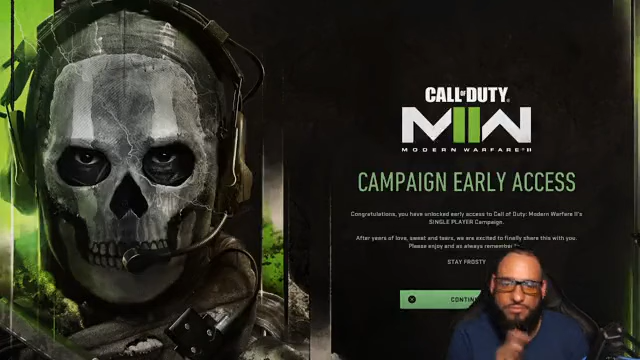 CALL OF DUTY
MWII
MODERN WARFARE II
CAMPAIGN EARLY ACCESS
Congratulations, you have unlocked early access to Call of Duty: Modern Warfare II's
SINGLE PLAYER Campaign.
After years of love, sweat and tears, we are excited to finally share this with you.
Please enjoy and as always remember
STAY FROSTY
CONTIN